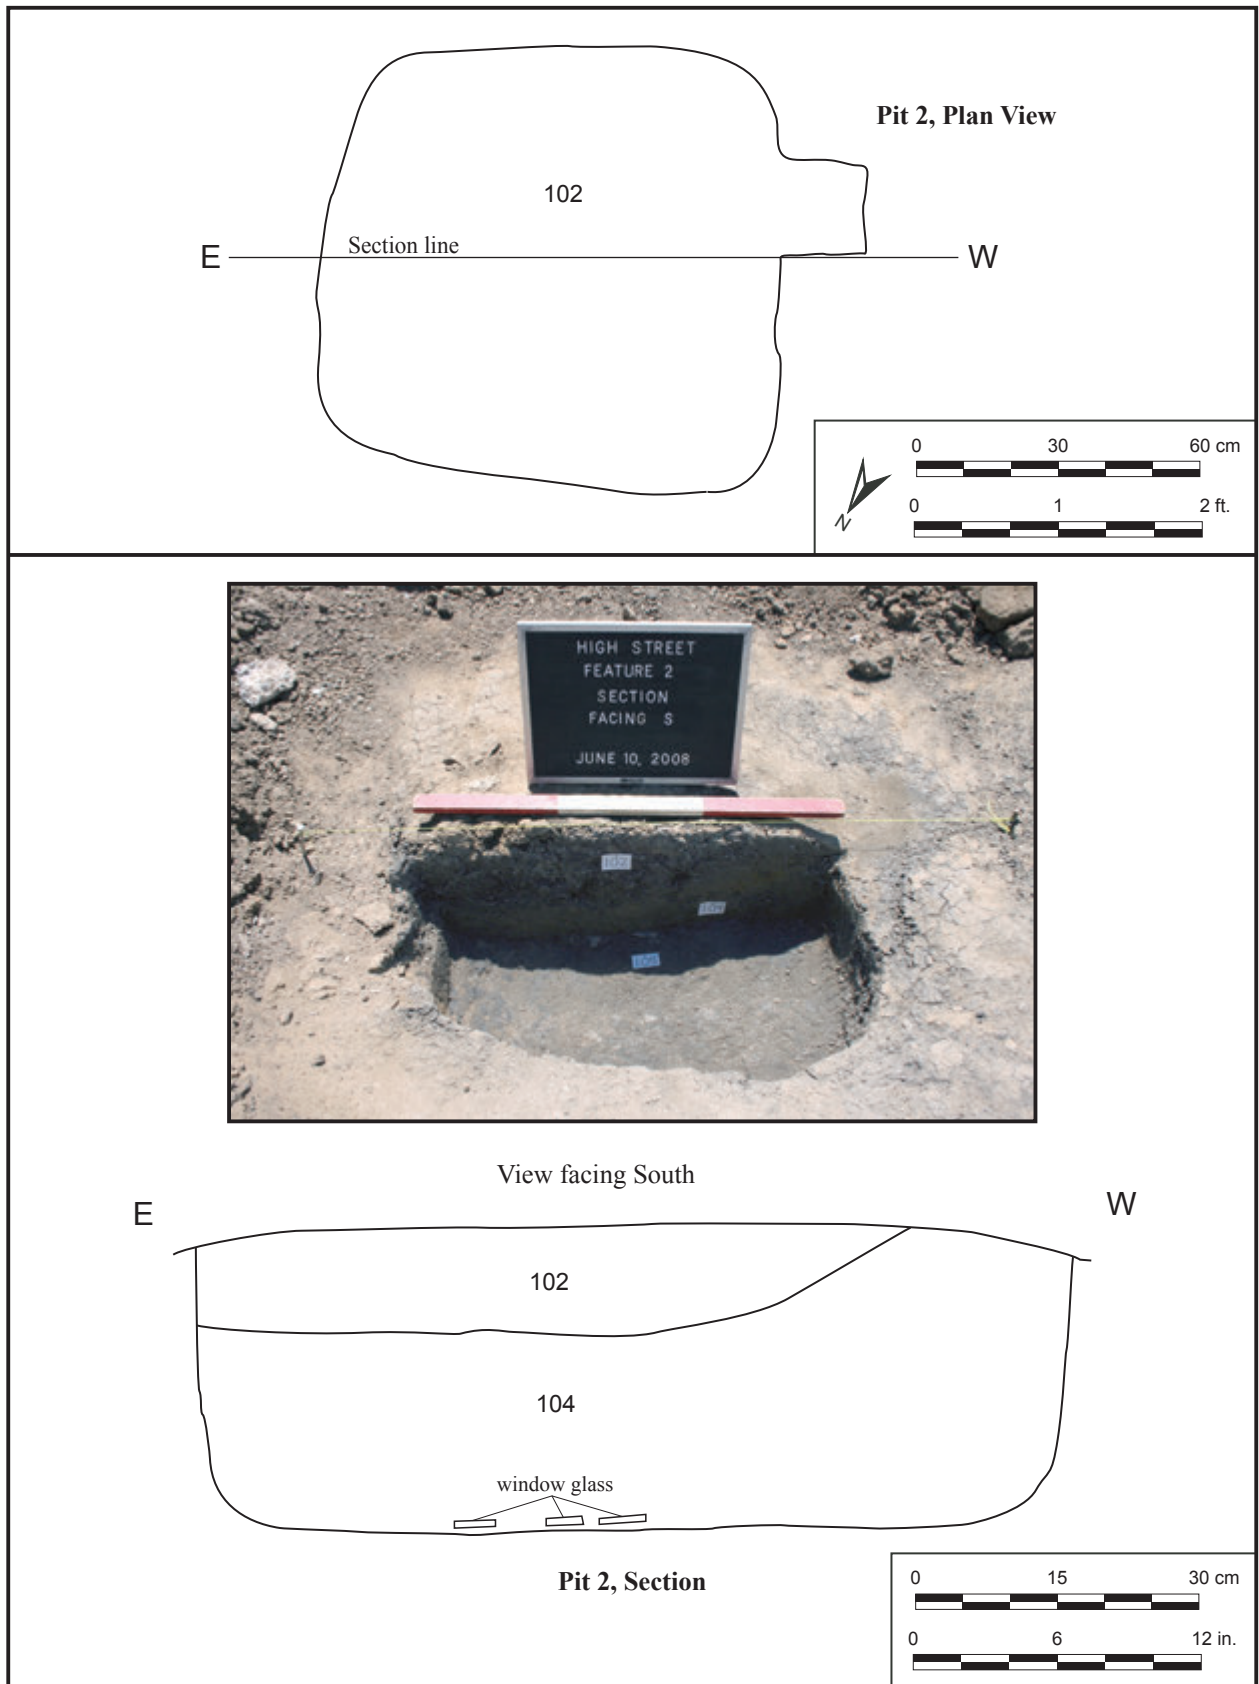 Pit 2, Plan View
102
Section line
E
W
0 30 60 cm
0 1 2 ft.
N
HIGH STREET
FEATURE 2
SECTION
FACING S
JUNE 10, 2008
102
104
View facing South
E
W
102
104
window glass
Pit 2, Section
0 15 30 cm
0 6 12 in.